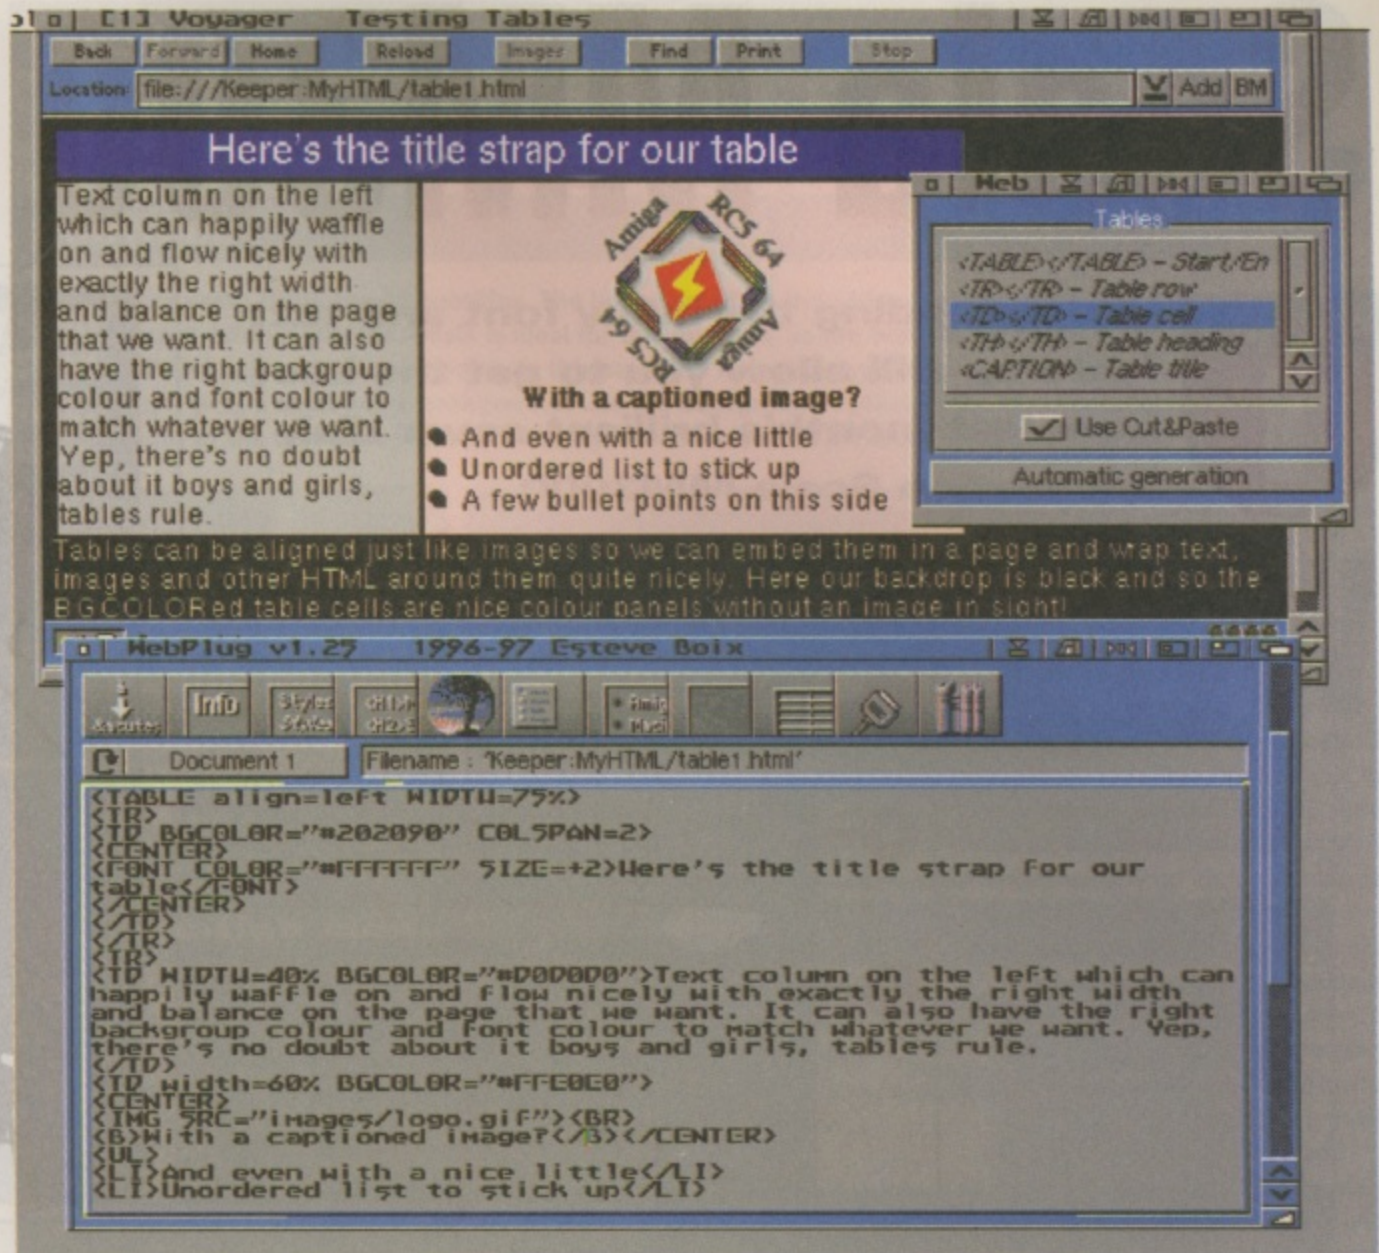 [1] Voyager Testing Tables
Back Forward Home Reload Images Find Print Stop
Location: file:///Keeper:MyHTML/table1.html Add BM
Here's the title strap for our table
Text column on the left
which can happily waffle
on and flow nicely with
exactly the right width
and balance on the page
that we want. It can also
have the right backgroup
colour and font colour to
match whatever we want.
Yep, there's no doubt
about it boys and girls,
tables rule.
Amiga RC5 64
Amiga RC5 64
With a captioned image?
And even with a nice little
Unordered list to stick up
A few bullet points on this side
Heb
Tables
<TABLE></TABLE> - Start/En
<TR></TR> - Table row
<TD></TD> - Table cell
<TH></TH> - Table heading
<CAPTION> - Table title
Use Cut&Paste
Automatic generation
Tables can be aligned just like images so we can embed them in a page and wrap text,
images and other HTML around them quite nicely. Here our backdrop is black and so the
BGCOLORed table cells are nice colour panels without an image in sight!
WebPlug v1.25 1996-97 Esteve Boix
Info Styles Styles
Document 1 Filename : 'Keeper:MyHTML/table1.html'
<TABLE align=left WIDTH=75%>
<TR>
<TD BGCOLOR="#202090" COLSPAN=2>
<CENTER>
<FONT COLOR="#FFFFFF" SIZE=+2>Here's the title strap for our
table</FONT>
</CENTER>
</TD>
</TR>
<TR>
<TD WIDTH=40% BGCOLOR="#D0D0D0">Text column on the left which can
happily waffle on and flow nicely with exactly the right width
and balance on the page that we want. It can also have the right
backgroup colour and font colour to match whatever we want. Yep,
there's no doubt about it boys and girls, tables rule.
</TD>
<TD width=60% BGCOLOR="#FFE0E0">
<CENTER>
<IMG SRC="images/logo.gif"><BR>
<B>With a captioned image?</B></CENTER>
<UL>
<LI>And even with a nice little</LI>
<LI>Unordered list to stick up</LI>